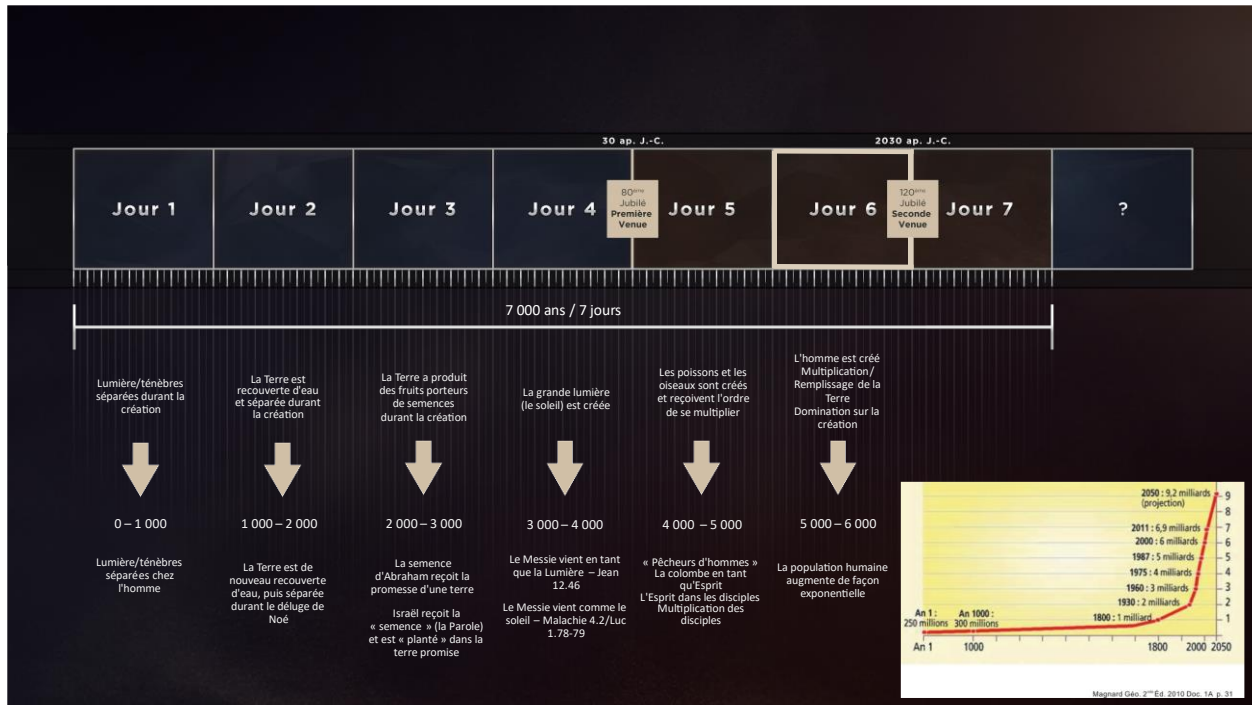 30 ap. J.-C.
2030 ap. J.-C.
Jour 1
Jour 2
Jour 3
Jour 4
80ème
Jubilé
Première
Venue
Jour 5
Jour 6
120ème
Jubilé
Seconde
Venue
Jour 7
?
7 000 ans / 7 jours
Lumière/ténèbres
séparées durant la
création
La Terre est
recouverte d'eau
et séparée durant
la création
La Terre a produit
des fruits porteurs
de semences
durant la création
La grande lumière
(le soleil) est créée
Les poissons et les
oiseaux sont créés
et reçoivent l'ordre
de se multiplier
L'homme est créé
Multiplication/
Remplissage de la
Terre
Domination sur la
création
0 – 1 000
1 000 – 2 000
2 000 – 3 000
3 000 – 4 000
4 000 – 5 000
5 000 – 6 000
Lumière/ténèbres
séparées chez
l'homme
La Terre est de
nouveau recouverte
d'eau, puis séparée
durant le déluge de
Noé
La semence
d'Abraham reçoit la
promesse d'une terre
Israël reçoit la
« semence » (la Parole)
et est « planté » dans la
terre promise
Le Messie vient en tant
que la Lumière – Jean
12.46
Le Messie vient comme le
soleil – Malachie 4.2/Luc
1.78-79
« Pêcheurs d'hommes »
La colombe en tant
qu'Esprit
L'Esprit dans les disciples
Multiplication des
disciples
La population humaine
augmente de façon
exponentielle
2050 : 9,2 milliards
(projection)
2011 : 6,9 milliards
2000 : 6 milliards
1987 : 5 milliards
1975 : 4 milliards
1960 : 3 milliards
1930 : 2 milliards
1800 : 1 milliard
An 1 :
250 millions
An 1000 :
300 millions
9
8
7
6
5
4
3
2
1
An 1
1000
1800
2000
2050
Magnard Géo. 2nde Éd. 2010 Doc. 1A p. 31